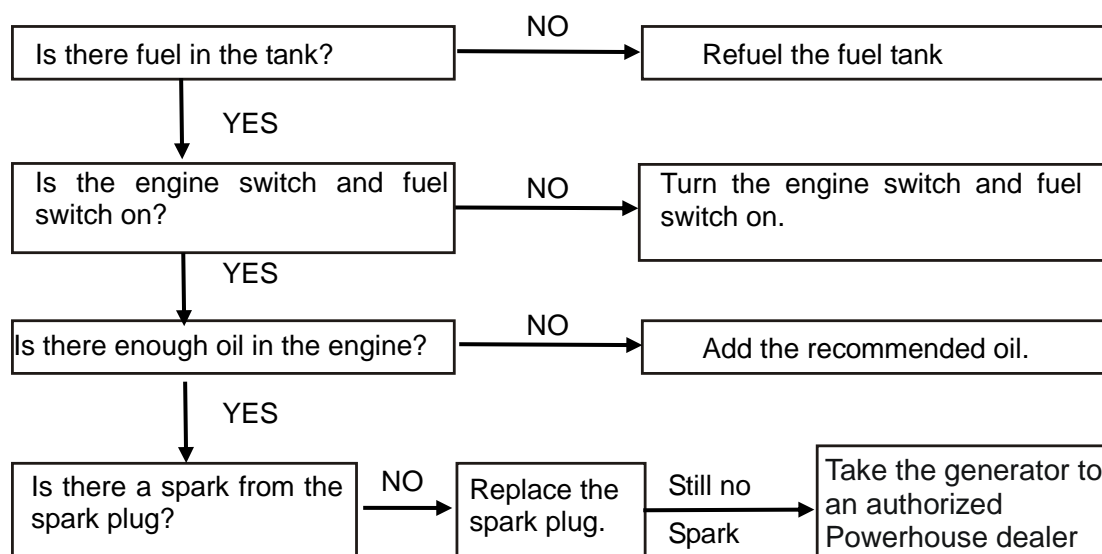 NO
Is there fuel in the tank?
Refuel the fuel tank
YES
Is the engine switch and fuel
switch on?
NO
Turn the engine switch and fuel
switch on.
YES
Is there enough oil in the engine?
NO
Add the recommended oil.
YES
Is there a spark from the
spark plug?
NO
Replace the
spark plug.
Still no
Spark
Take the generator to
an authorized
Powerhouse dealer